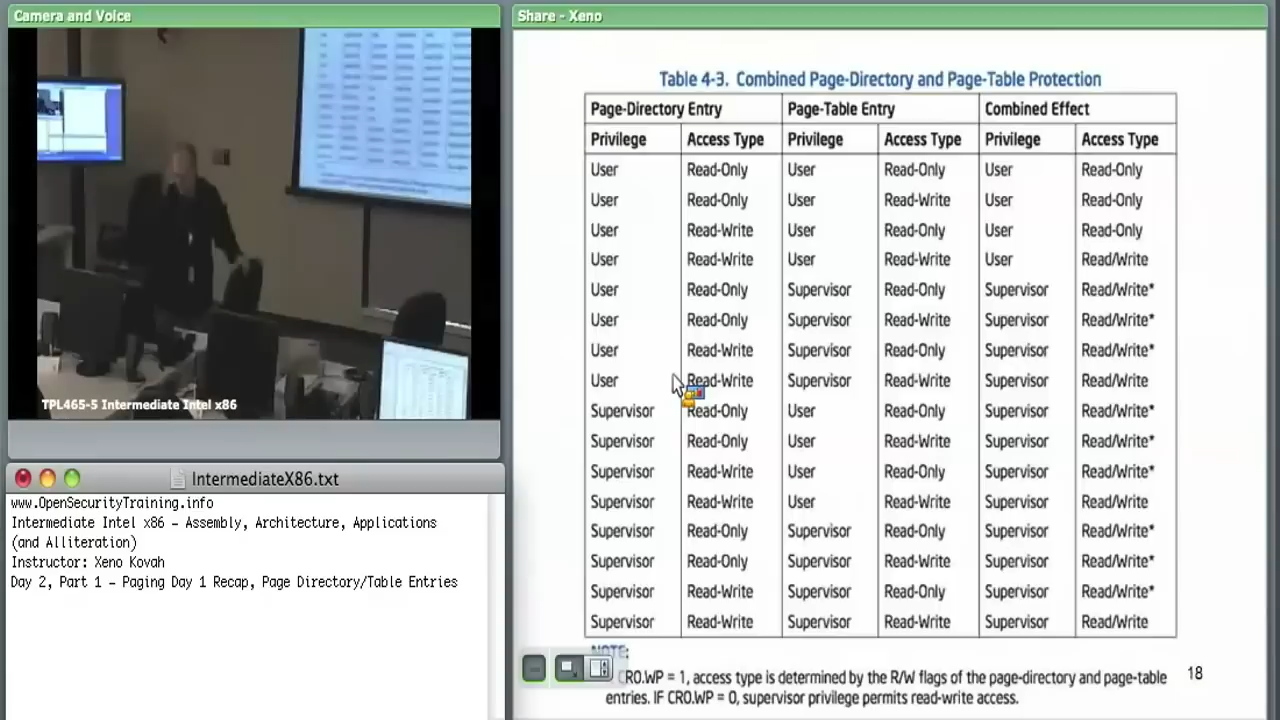 Camera and Voice
TPL465-5 Intermediate Intel x86
IntermediateX86.txt
www.OpenSecurityTraining.info
Intermediate Intel x86 – Assembly, Architecture, Applications
(and Alliteration)
Instructor: Xeno Kovah
Day 2, Part 1 – Paging Day 1 Recap, Page Directory/Table Entries
Share - Xeno
Table 4-3. Combined Page-Directory and Page-Table Protection
Page-Directory Entry Page-Table Entry Combined Effect
Privilege Access Type Privilege Access Type Privilege Access Type
User Read-Only User Read-Only User Read-Only
User Read-Only User Read-Write User Read-Only
User Read-Write User Read-Only User Read-Only
User Read-Write User Read-Write User Read/Write
User Read-Only Supervisor Read-Only Supervisor Read/Write*
User Read-Only Supervisor Read-Write Supervisor Read/Write*
User Read-Write Supervisor Read-Only Supervisor Read/Write*
User Read-Write Supervisor Read-Write Supervisor Read/Write
Supervisor Read-Only User Read-Only Supervisor Read/Write*
Supervisor Read-Only User Read-Write Supervisor Read/Write*
Supervisor Read-Write User Read-Only Supervisor Read/Write*
Supervisor Read-Write User Read-Write Supervisor Read/Write
Supervisor Read-Only Supervisor Read-Only Supervisor Read/Write*
Supervisor Read-Only Supervisor Read-Write Supervisor Read/Write*
Supervisor Read-Write Supervisor Read-Only Supervisor Read/Write*
Supervisor Read-Write Supervisor Read-Write Supervisor Read/Write
NOTE:
CR0.WP = 1, access type is determined by the R/W flags of the page-directory and page-table
entries. IF CR0.WP = 0, supervisor privilege permits read-write access.
18